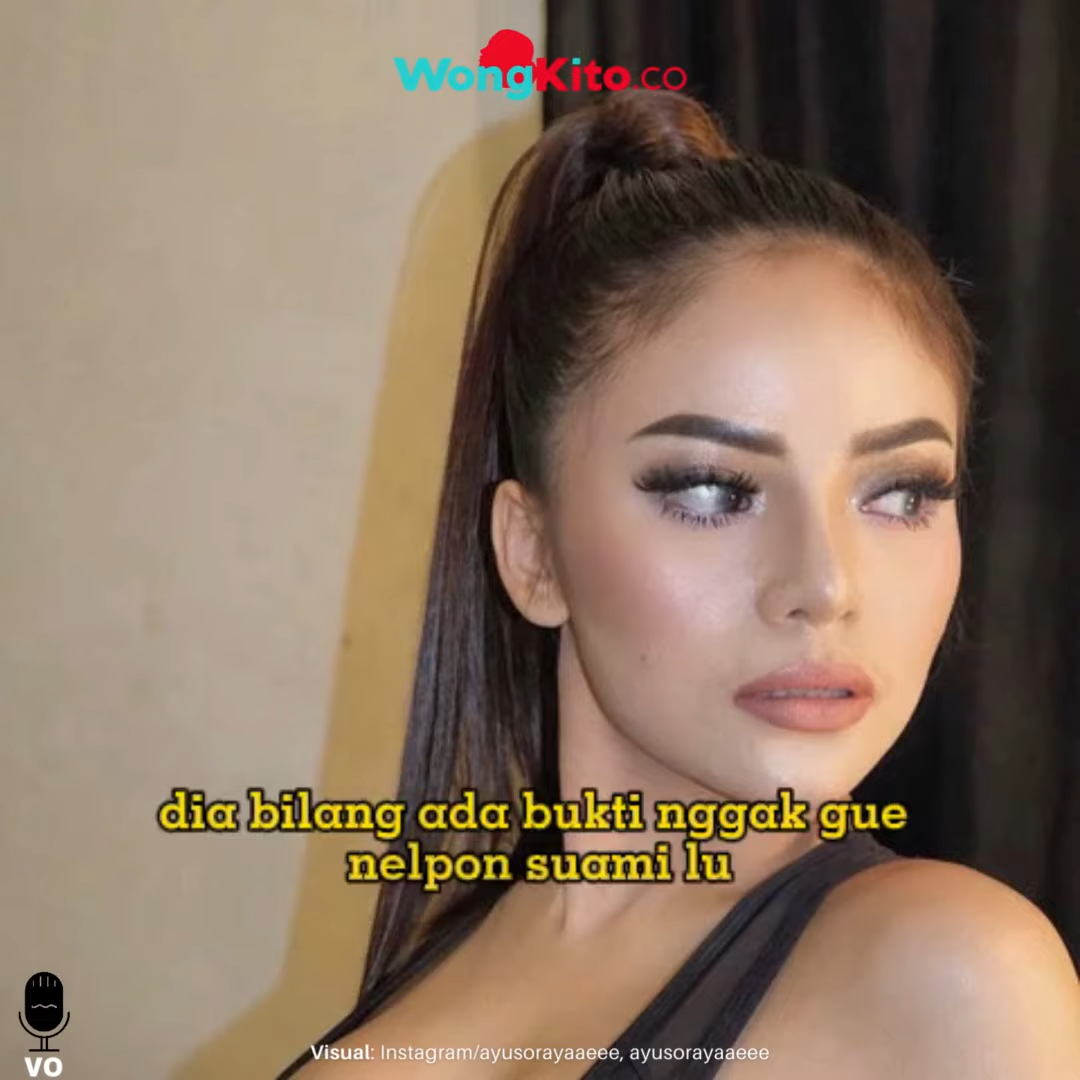 WongKito.co
dia bilang ada bukti nggak gue
nelpon suami lu
VO
Visual: Instagram/ayusorayaaeee, ayusorayaaeee